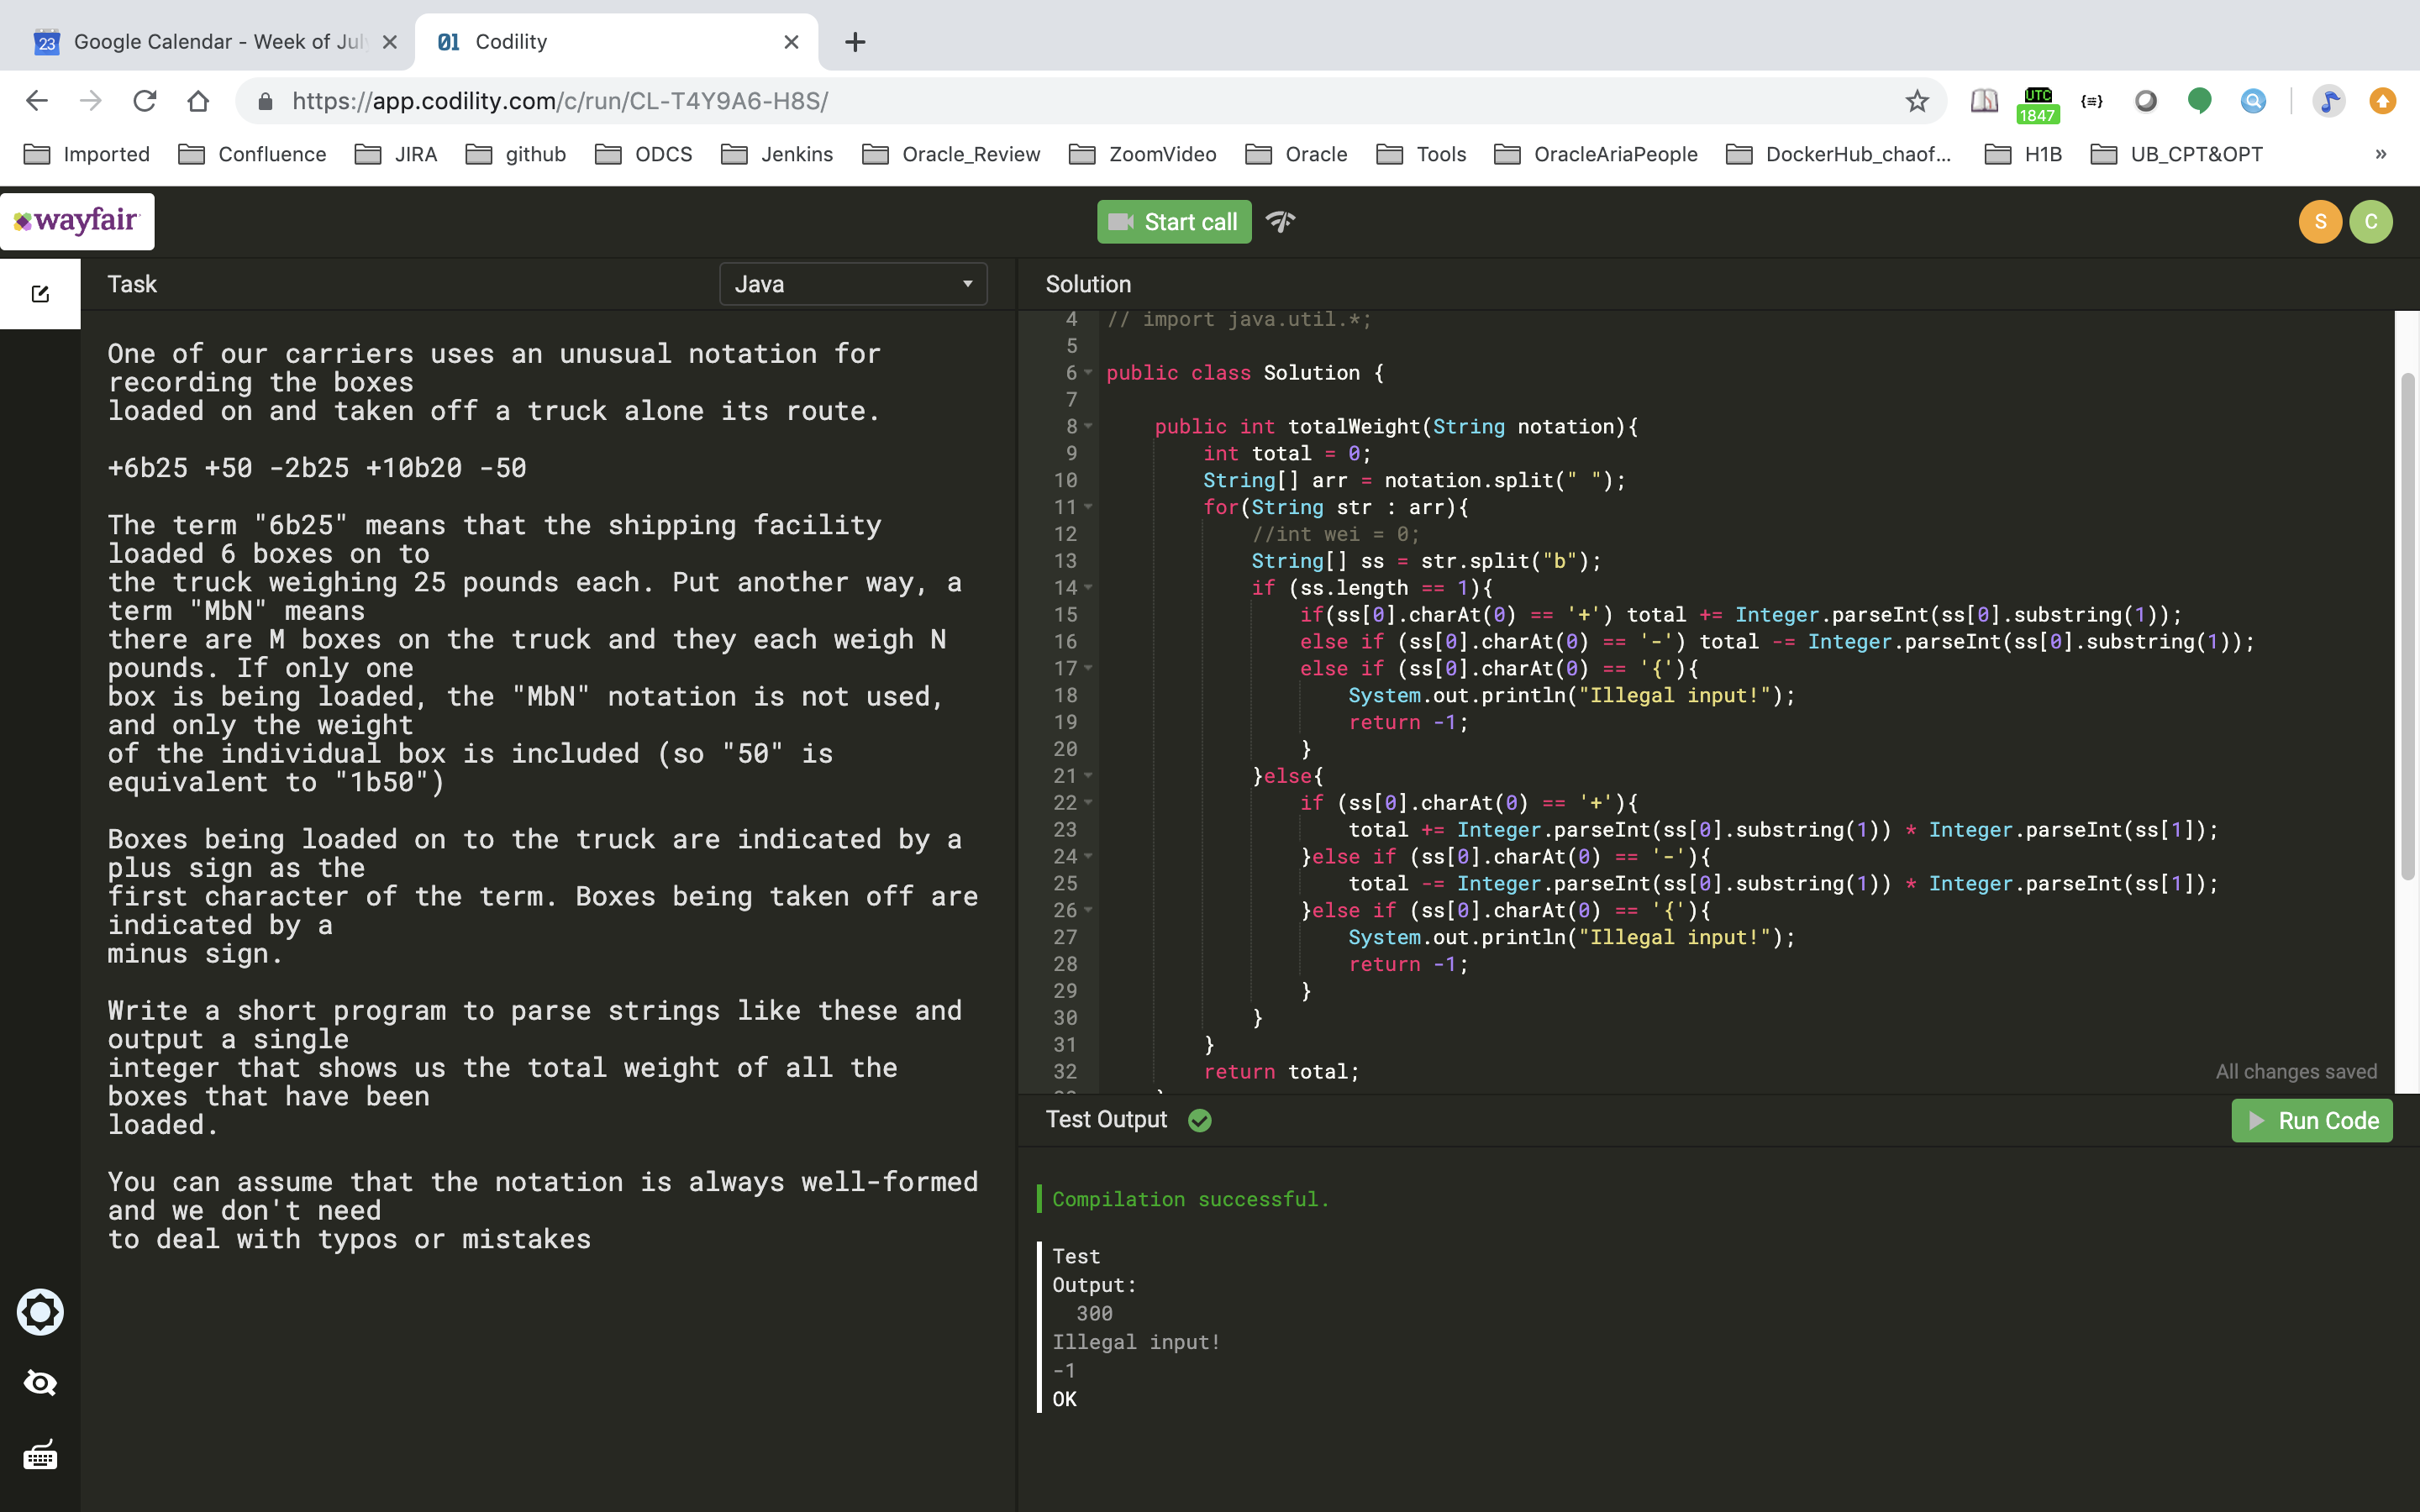 23 Google Calendar - Week of July
01 Codility
https://app.codility.com/c/run/CL-T4Y9A6-H8S/
UTC
1847
Imported
Confluence
JIRA
github
ODCS
Jenkins
Oracle_Review
ZoomVideo
Oracle
Tools
OracleAriaPeople
DockerHub_chaof...
H1B
UB_CPT&OPT
»
wayfair
Start call
S
C
Task
Java
One of our carriers uses an unusual notation for
recording the boxes
loaded on and taken off a truck alone its route.
+6b25 +50 -2b25 +10b20 -50
The term "6b25" means that the shipping facility
loaded 6 boxes on to
the truck weighing 25 pounds each. Put another way, a
term "MbN" means
there are M boxes on the truck and they each weigh N
pounds. If only one
box is being loaded, the "MbN" notation is not used,
and only the weight
of the individual box is included (so "50" is
equivalent to "1b50")
Boxes being loaded on to the truck are indicated by a
plus sign as the
first character of the term. Boxes being taken off are
indicated by a
minus sign.
Write a short program to parse strings like these and
output a single
integer that shows us the total weight of all the
boxes that have been
loaded.
You can assume that the notation is always well-formed
and we don't need
to deal with typos or mistakes
Solution
4 // import java.util.*;
5
6 public class Solution {
7
8 public int totalWeight(String notation){
9 int total = 0;
10 String[] arr = notation.split(" ");
11 for(String str : arr){
12 //int wei = 0;
13 String[] ss = str.split("b");
14 if (ss.length == 1){
15 if(ss[0].charAt(0) == '+') total += Integer.parseInt(ss[0].substring(1));
16 else if (ss[0].charAt(0) == '-') total -= Integer.parseInt(ss[0].substring(1));
17 else if (ss[0].charAt(0) == '{'){
18 System.out.println("Illegal input!");
19 return -1;
20 }
21 }else{
22 if (ss[0].charAt(0) == '+'){
23 total += Integer.parseInt(ss[0].substring(1)) * Integer.parseInt(ss[1]);
24 }else if (ss[0].charAt(0) == '-'){
25 total -= Integer.parseInt(ss[0].substring(1)) * Integer.parseInt(ss[1]);
26 }else if (ss[0].charAt(0) == '{'){
27 System.out.println("Illegal input!");
28 return -1;
29 }
30 }
31 }
32 return total;
All changes saved
Test Output
Run Code
Compilation successful.
Test
Output:
300
Illegal input!
-1
OK